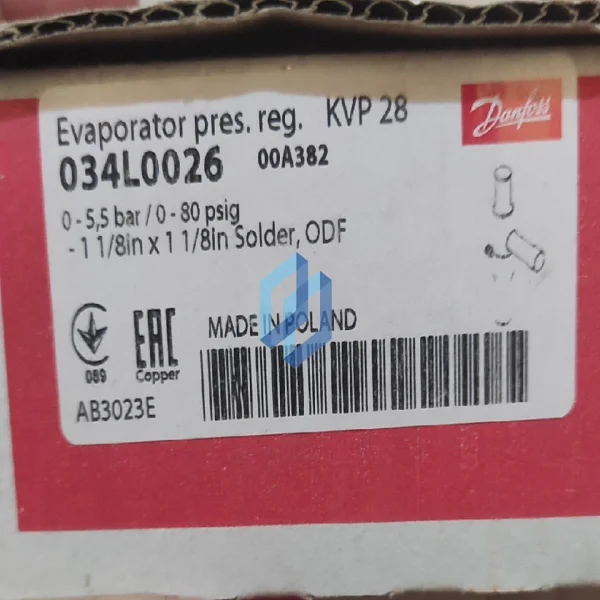 Evaporator pres. reg. KVP 28
Danfoss
034L0026 00A382
0 - 5,5 bar / 0 - 80 psig
- 1 1/8in x 1 1/8in Solder, ODF
MADE IN POLAND
089
EAC
Copper
AB3023E